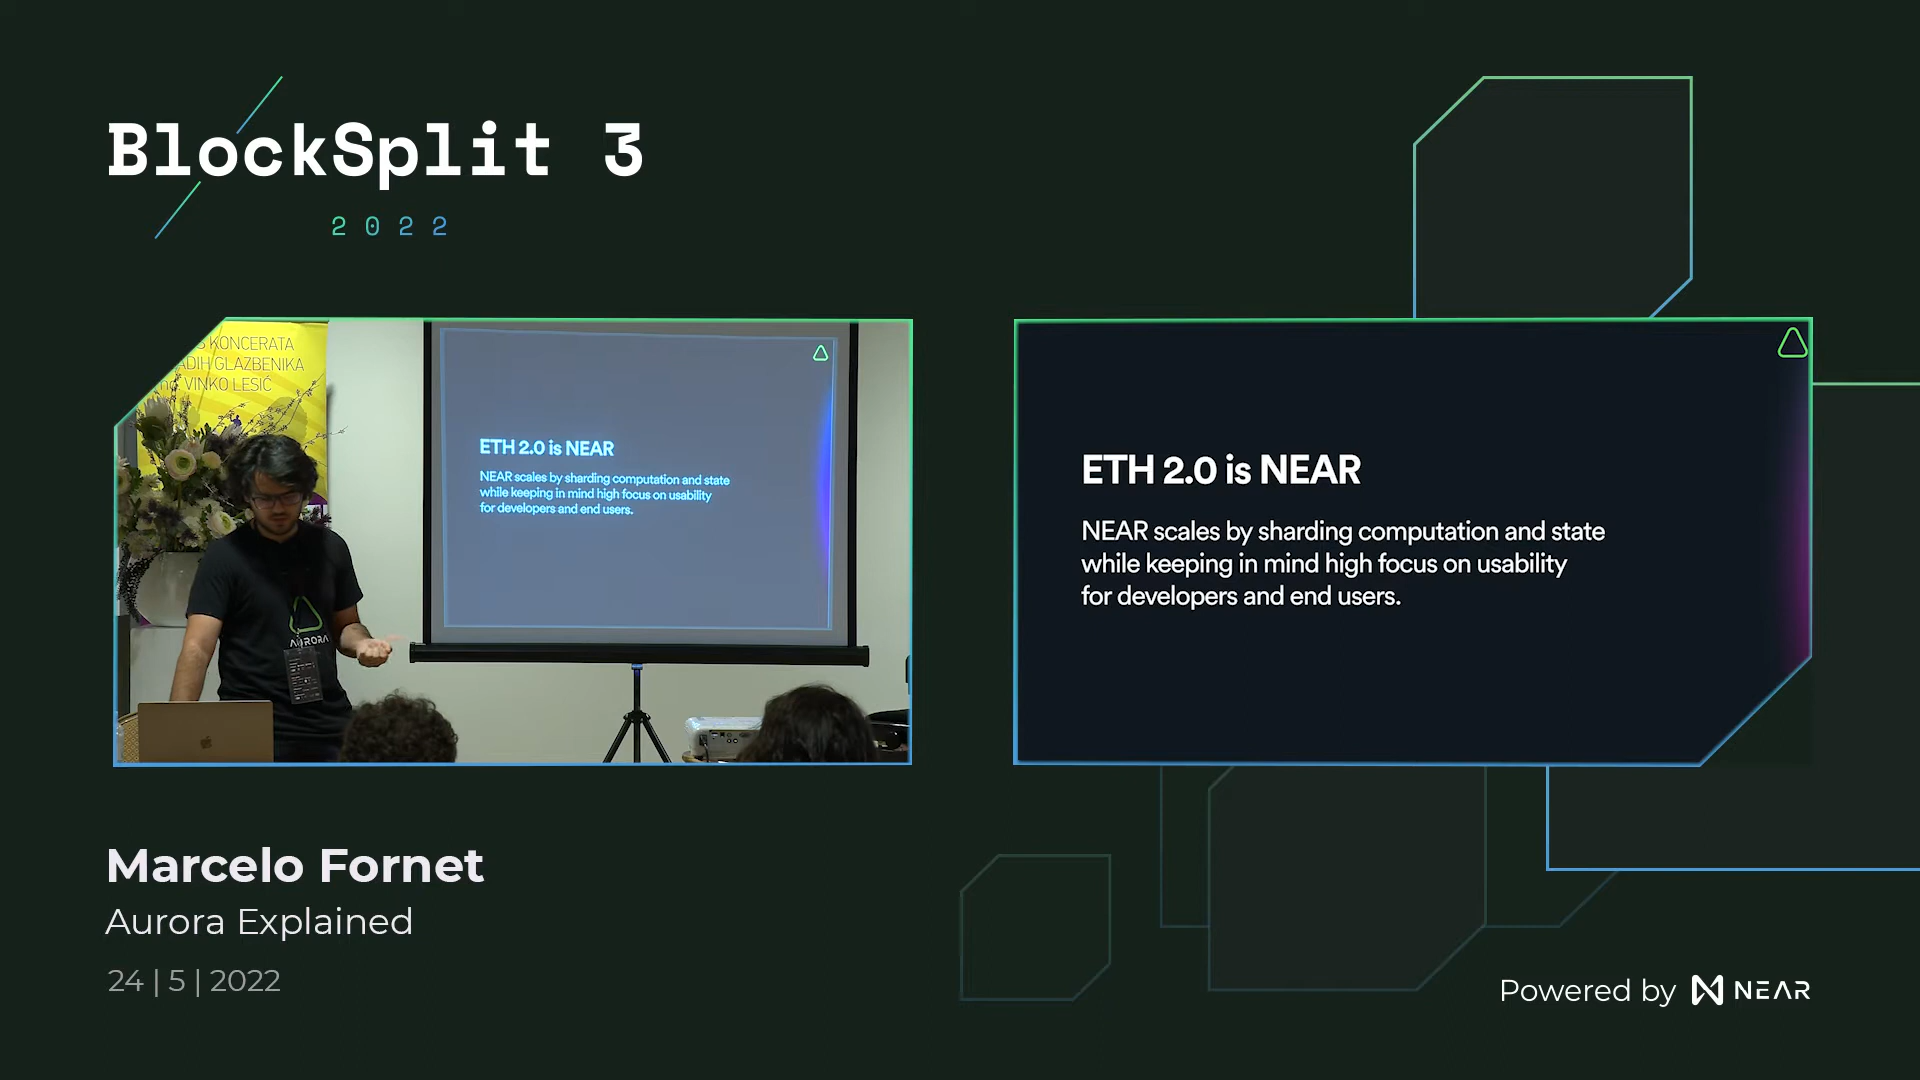 BlockSplit 3
2022
S KONCERATA
ADIH GLAZBENIKA
VINKO LESIĆ
ETH 2.0 is NEAR
NEAR scales by sharding computation and state
while keeping in mind high focus on usability
for developers and end users.
AURORA
ETH 2.0 is NEAR
NEAR scales by sharding computation and state
while keeping in mind high focus on usability
for developers and end users.
Marcelo Fornet
Aurora Explained
24 | 5 | 2022
Powered by NEAR